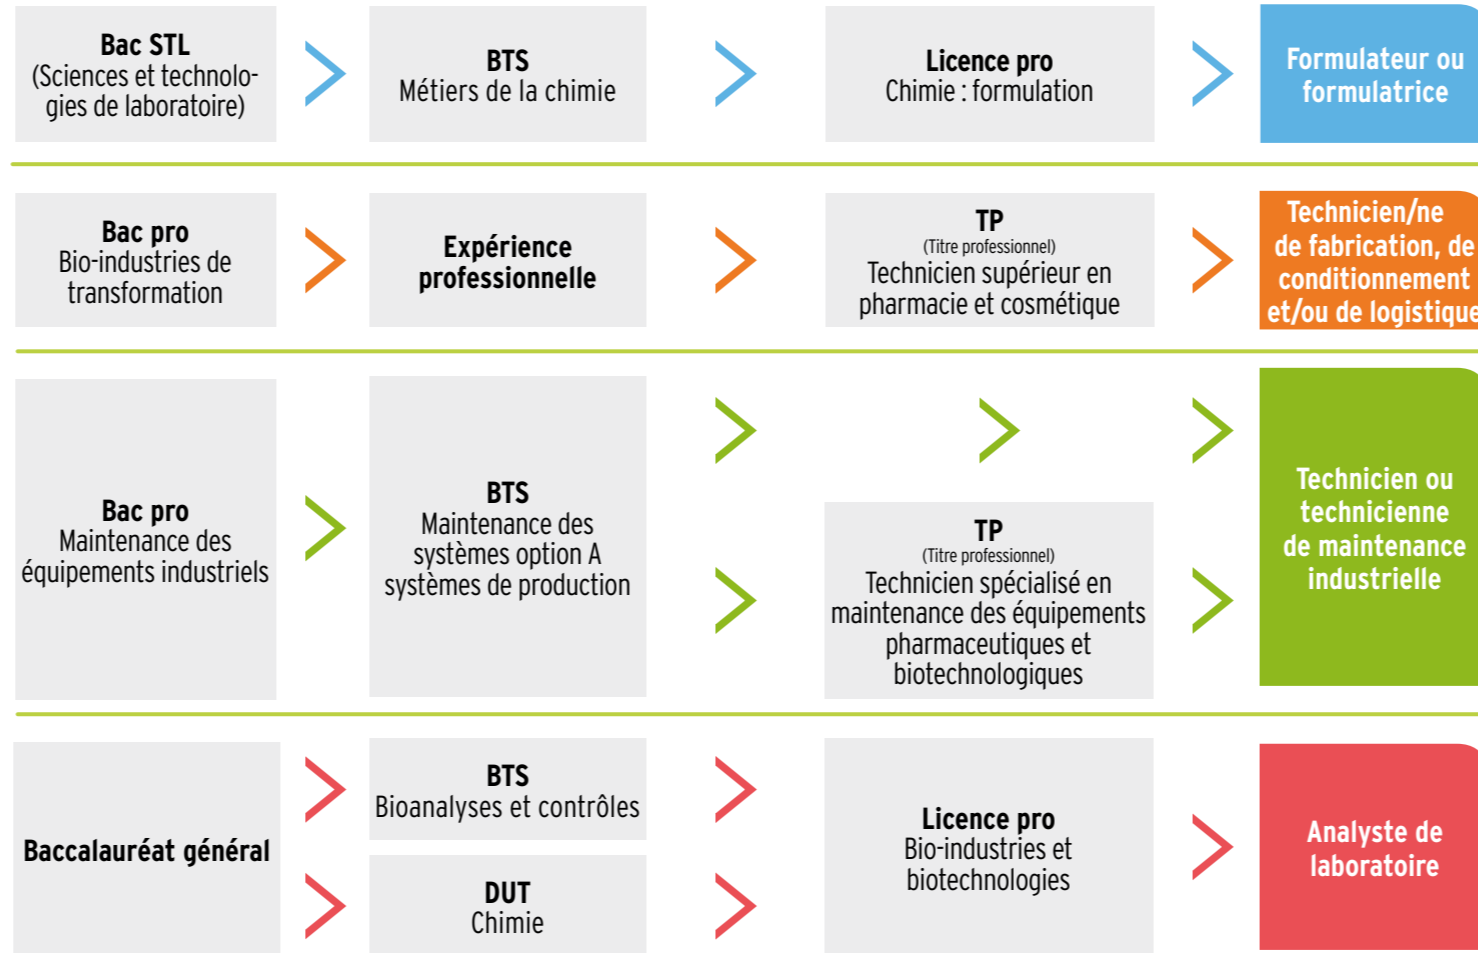 Bac STL
(Sciences et technolo-
gies de laboratoire)
BTS
Métiers de la chimie
Licence pro
Chimie : formulation
Formulateur ou
formulatrice
Bac pro
Bio-industries de
transformation
Expérience
professionnelle
TP
(Titre professionnel)
Technicien supérieur en
pharmacie et cosmétique
Technicien/ne
de fabrication, de
conditionnement
et/ou de logistique
Bac pro
Maintenance des
équipements industriels
BTS
Maintenance des
systèmes option A
systèmes de production
TP
(Titre professionnel)
Technicien spécialisé en
maintenance des équipements
pharmaceutiques et
biotechnologiques
Technicien ou
technicienne
de maintenance
industrielle
Baccalauréat général
BTS
Bioanalyses et contrôles
DUT
Chimie
Licence pro
Bio-industries et
biotechnologies
Analyste de
laboratoire